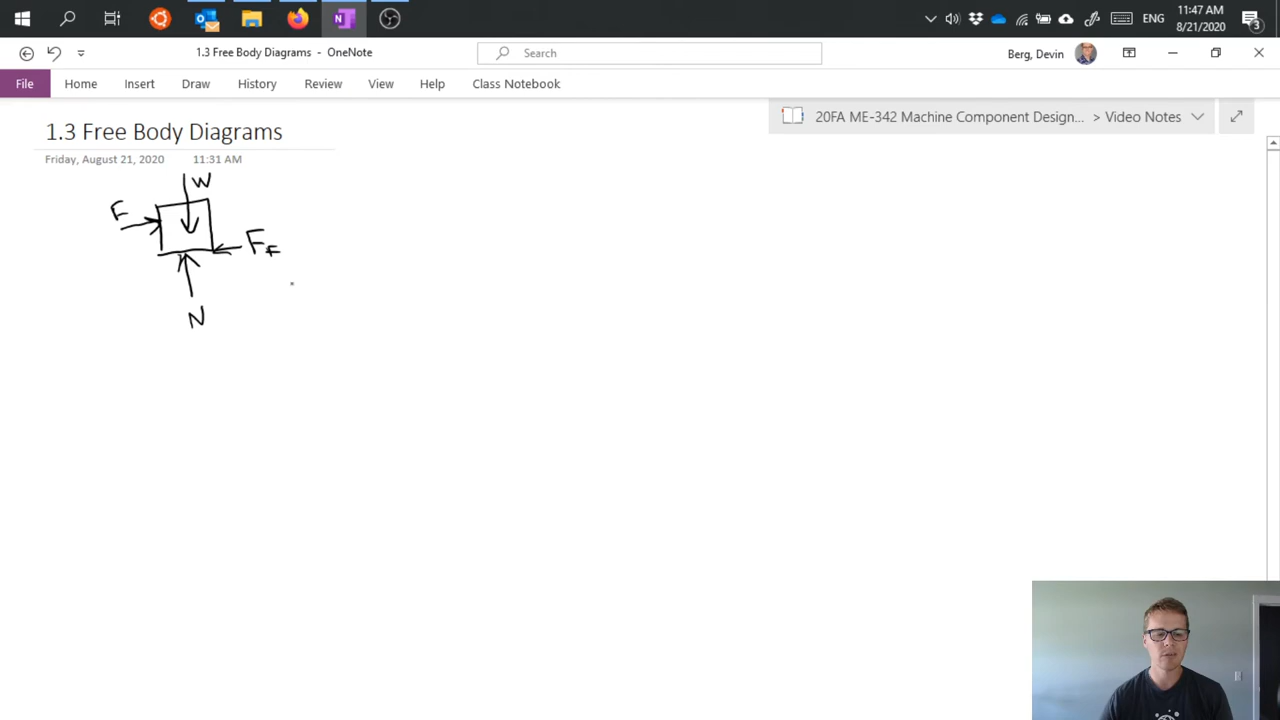 11:47 AM
ENG
8/21/2020
3
1.3 Free Body Diagrams - OneNote
Search
Berg, Devin
File Home Insert Draw History Review View Help Class Notebook
20FA ME-342 Machine Component Design... > Video Notes
1.3 Free Body Diagrams
Friday, August 21, 2020 11:31 AM
W
F
FF
N